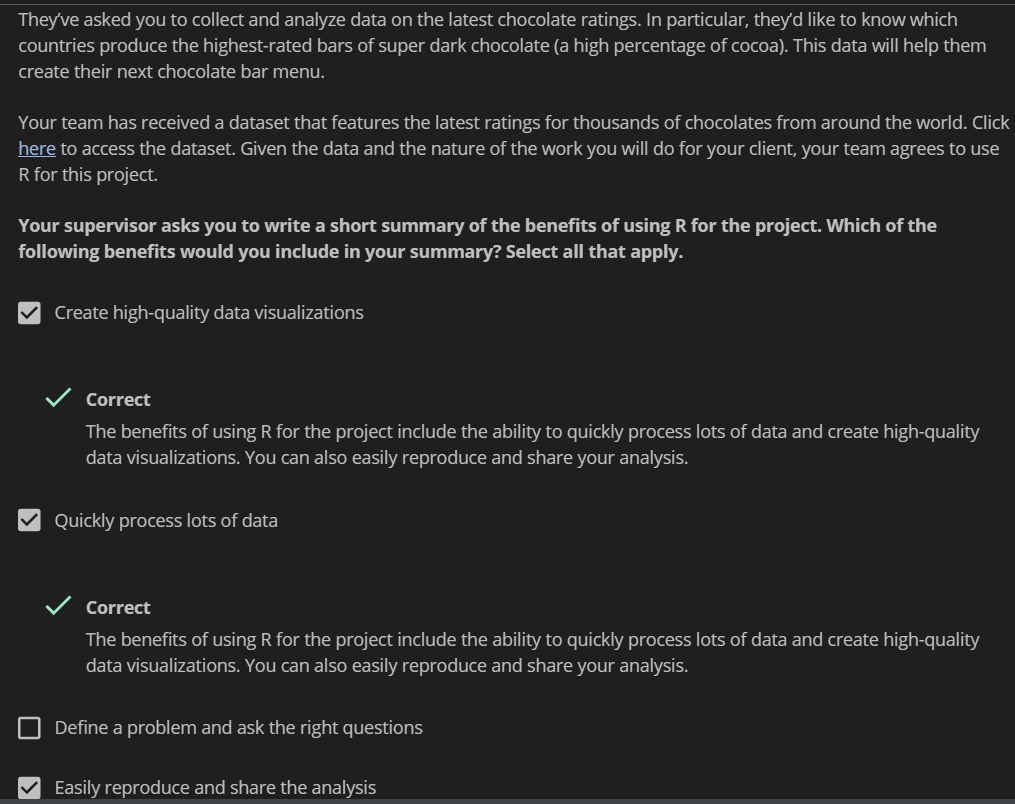 They've asked you to collect and analyze data on the latest chocolate ratings. In particular, they'd like to know which
countries produce the highest-rated bars of super dark chocolate (a high percentage of cocoa). This data will help them
create their next chocolate bar menu.
Your team has received a dataset that features the latest ratings for thousands of chocolates from around the world. Click
here to access the dataset. Given the data and the nature of the work you will do for your client, your team agrees to use
R for this project.
Your supervisor asks you to write a short summary of the benefits of using R for the project. Which of the
following benefits would you include in your summary? Select all that apply.
Create high-quality data visualizations
Correct
The benefits of using R for the project include the ability to quickly process lots of data and create high-quality
data visualizations. You can also easily reproduce and share your analysis.
Quickly process lots of data
Correct
The benefits of using R for the project include the ability to quickly process lots of data and create high-quality
data visualizations. You can also easily reproduce and share your analysis.
Define a problem and ask the right questions
Easily reproduce and share the analysis